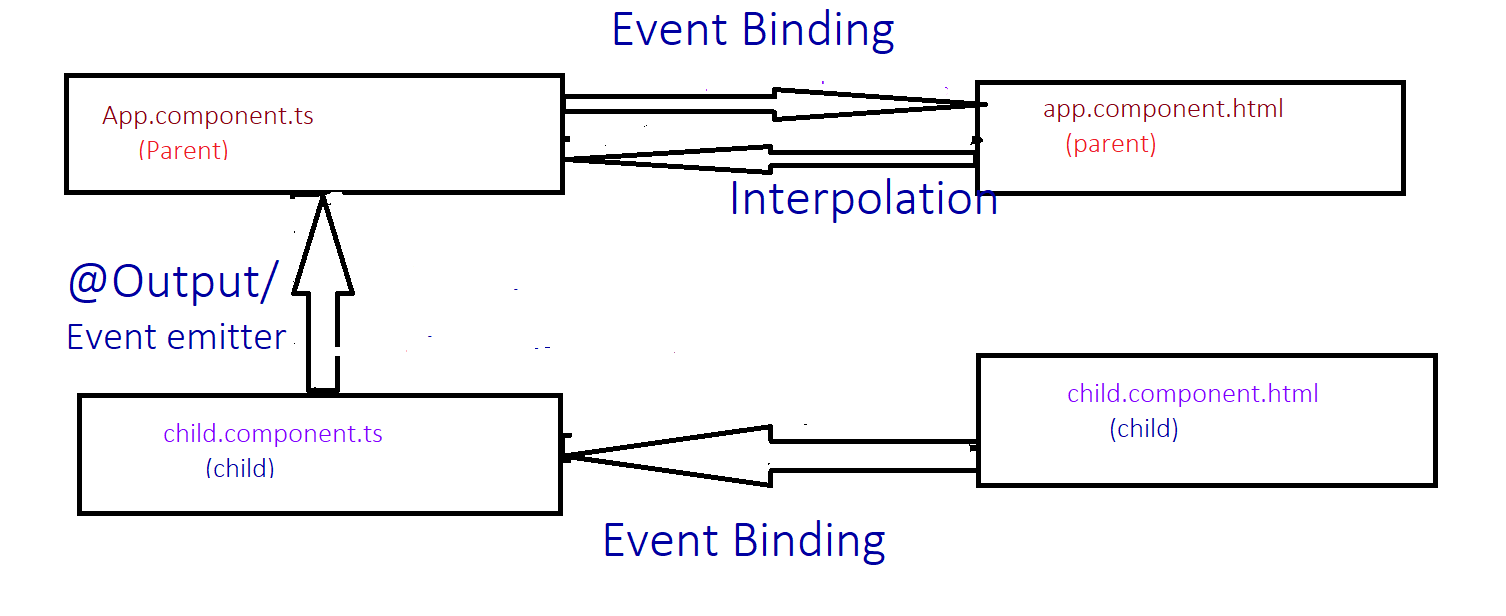 Event Binding
App.component.ts
(Parent)
app.component.html
(parent)
Interpolation
@Output/
Event emitter
child.component.html
(child)
child.component.ts
(child)
Event Binding